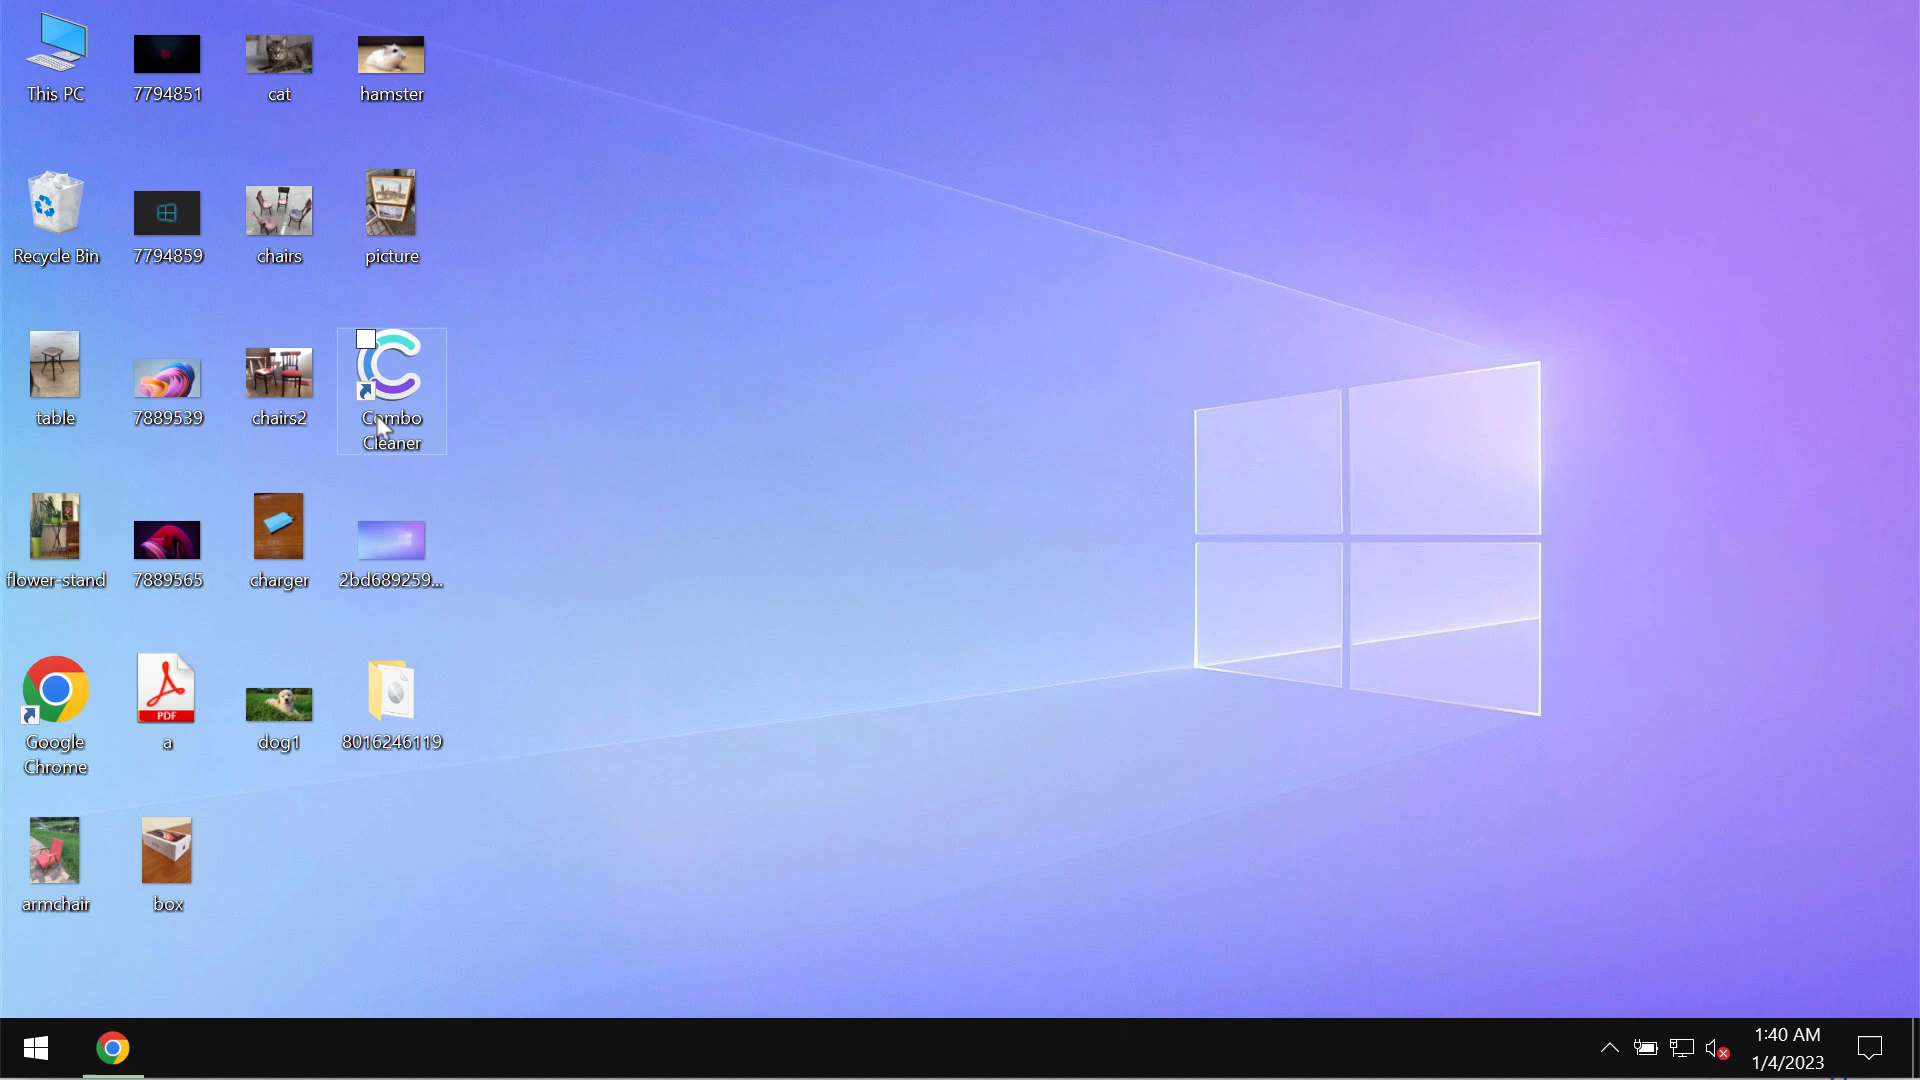 This PC
7794851
cat
hamster
Recycle Bin
7794859
chairs
picture
table
7889539
chairs2
Combo
Cleaner
flower-stand
7889565
charger
2bd689259...
Google
Chrome
PDF
a
dog1
8016246119
armchair
box
1:40 AM
1/4/2023